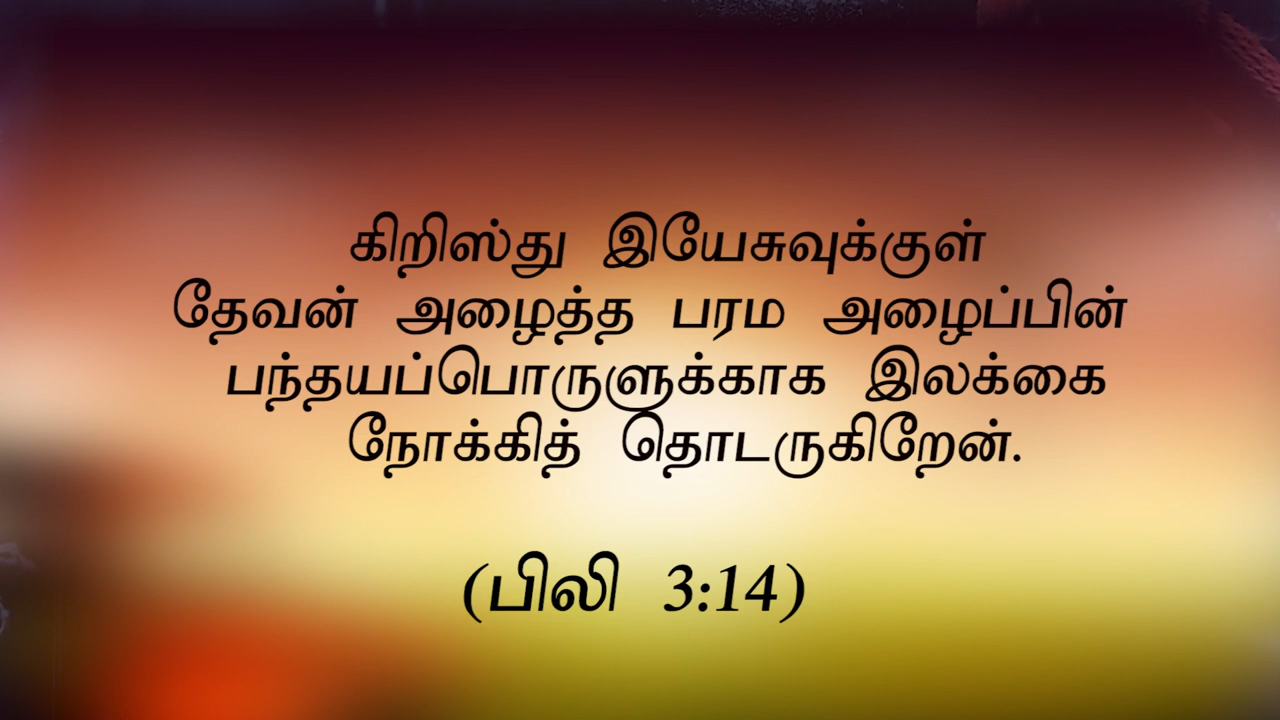 கிறிஸ்து இயேசுவுக்குள்
தேவன் அழைத்த பரம அழைப்பின்
பந்தயப்பொருளுக்காக இலக்கை
நோக்கித் தொடருகிறேன்.
(பிலி 3:14)